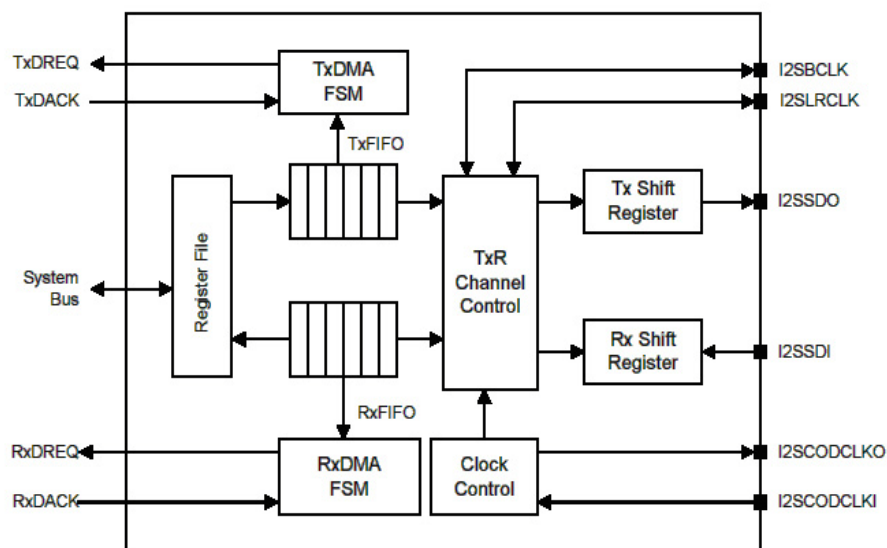 TxDREQ
TxDMA
FSM
I2SBCLK
TxDACK
I2SLRCLK
TxFIFO
Tx Shift
Register
I2SSDO
Register File
TxR
Channel
Control
System
Bus
Rx Shift
Register
I2SSDI
RxFIFO
RxDREQ
RxDMA
FSM
Clock
Control
I2SCODCLKO
RxDACK
I2SCODCLKI